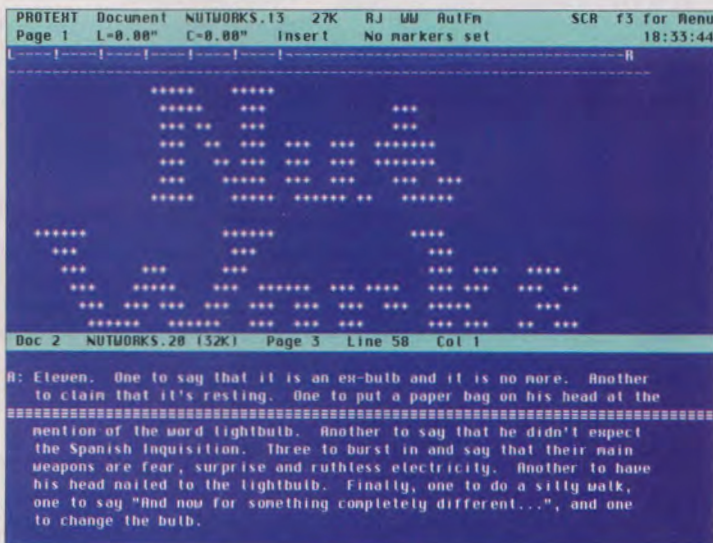 PROTEXT Document NUTWORKS.13 27K RJ WW AutFm SCR f3 for Menu
Page 1 L=0.00" C=0.00" Insert No markers set 18:33:44
L----!----!----!----!----!----!--------------------------------------R
Nut
Works
Doc 2 NUTWORKS.20 (32K) Page 3 Line 58 Col 1
A: Eleven. One to say that it is an ex-bulb and it is no more. Another
to claim that it's resting. One to put a paper bag on his head at the
mention of the word lightbulb. Another to say that he didn't expect
the Spanish Inquisition. Three to burst in and say that their main
weapons are fear, surprise and ruthless electricity. Another to have
his head nailed to the lightbulb. Finally, one to do a silly walk,
one to say "And now for something completely different...", and one
to change the bulb.